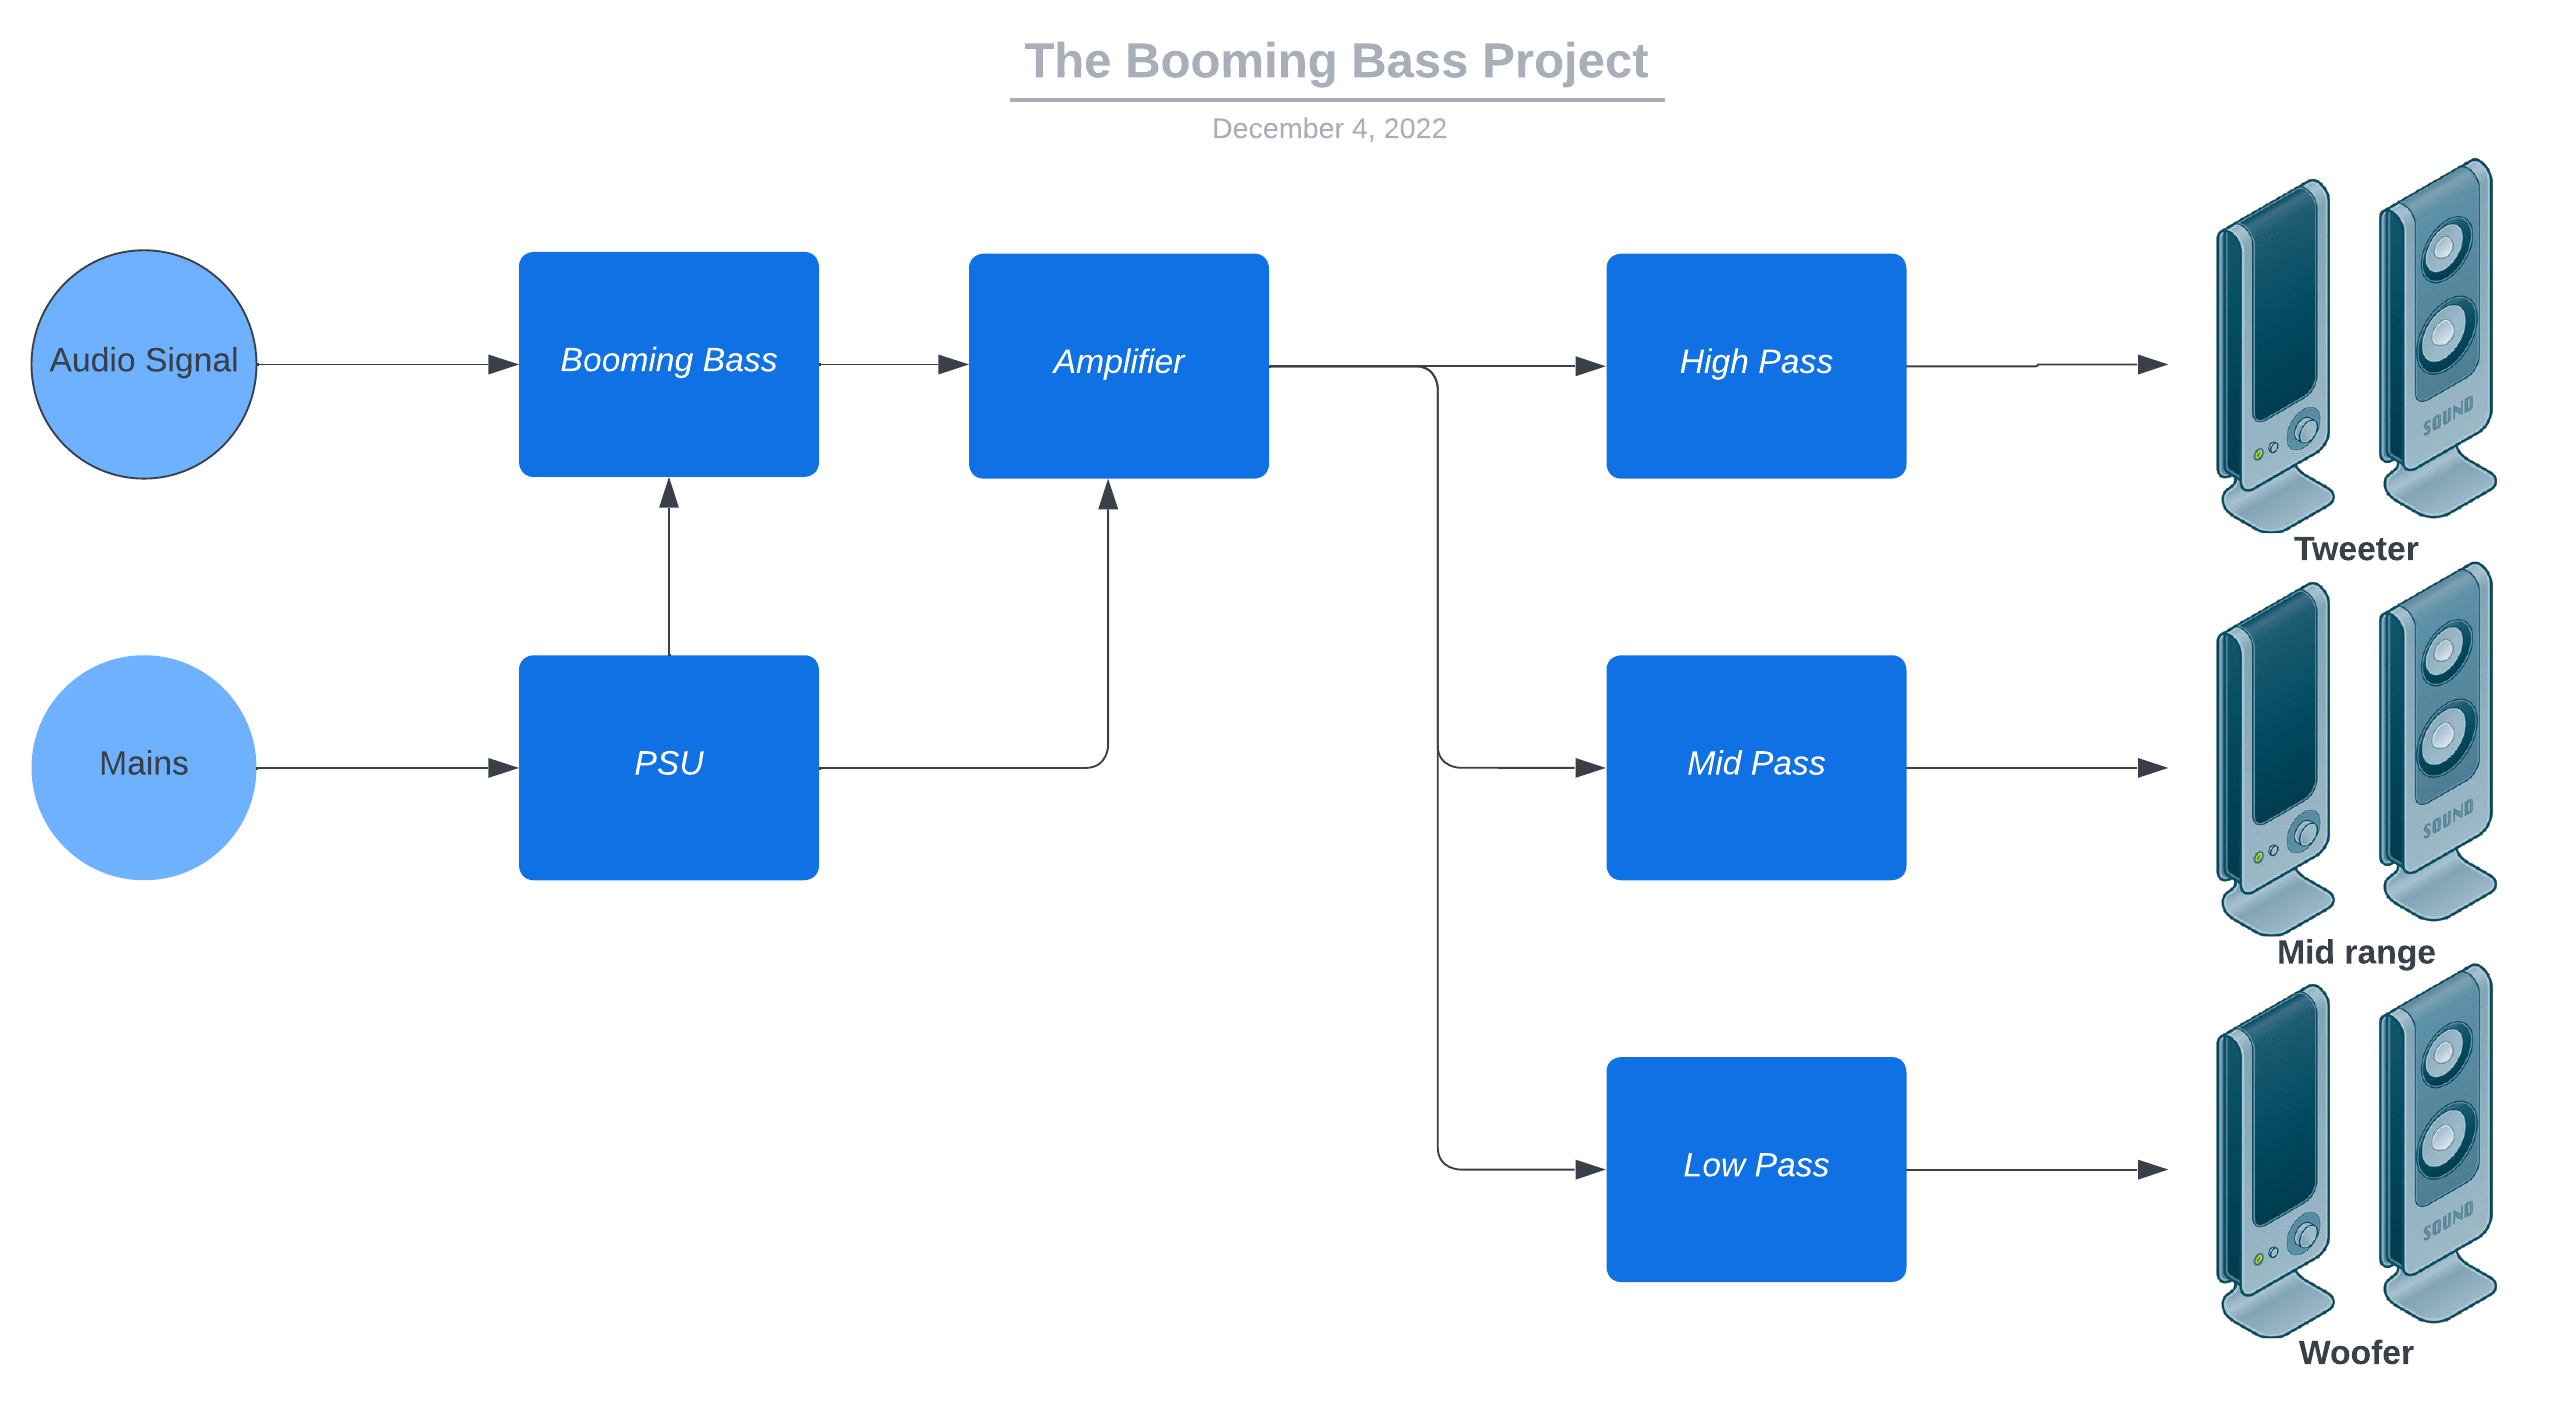 The Booming Bass Project
December 4, 2022
Audio Signal
Booming Bass
Amplifier
High Pass
SOUND
Tweeter
Mains
PSU
Mid Pass
SOUND
Mid range
Low Pass
SOUND
Woofer